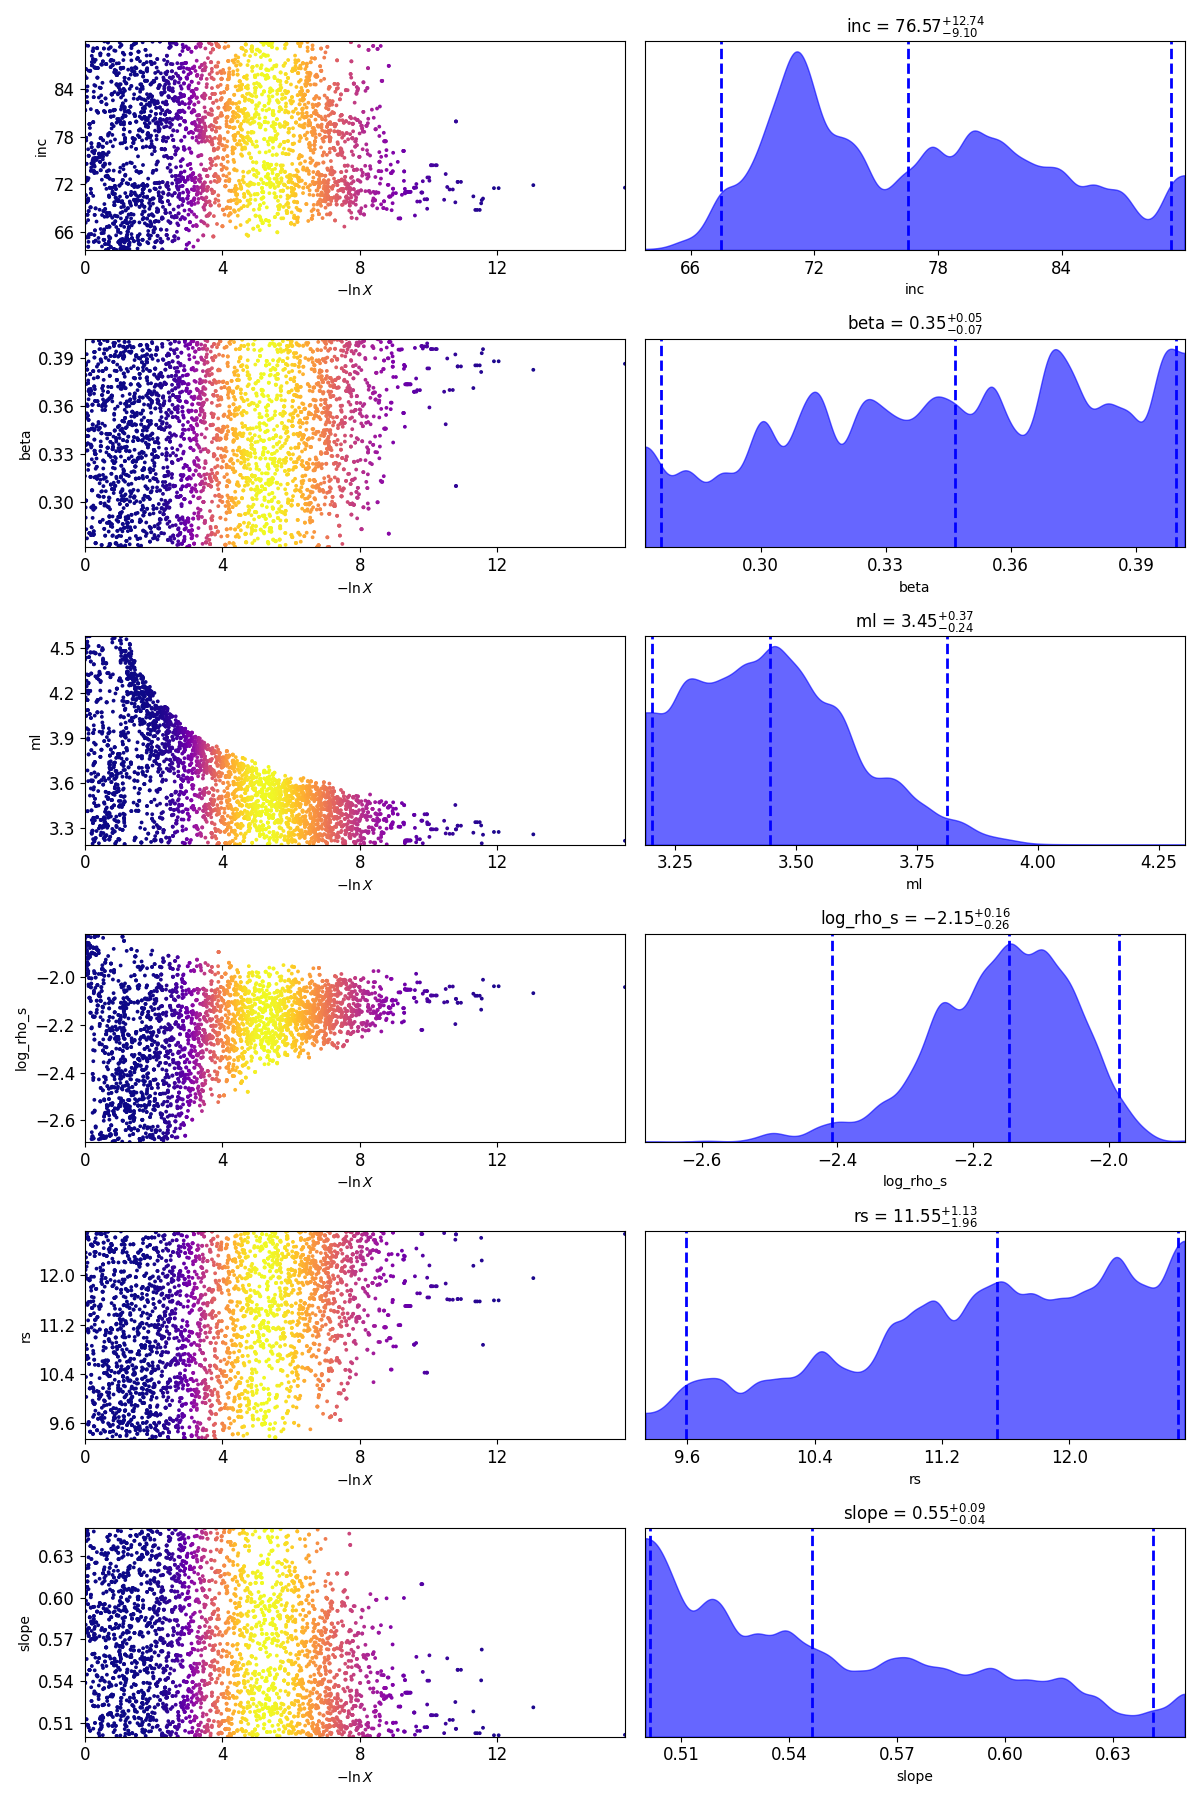 inc = 76.57+12.74−9.10
84
78
72
66
inc
0 4 8 12
−ln X
66 72 78 84
inc
beta = 0.35+0.05−0.07
0.39
0.36
0.33
0.30
beta
0 4 8 12
−ln X
0.30 0.33 0.36 0.39
beta
ml = 3.45+0.37−0.24
4.5
4.2
3.9
3.6
3.3
ml
0 4 8 12
−ln X
3.25 3.50 3.75 4.00 4.25
ml
log_rho_s = −2.15+0.16−0.26
−2.0
−2.2
−2.4
−2.6
log_rho_s
0 4 8 12
−ln X
−2.6 −2.4 −2.2 −2.0
log_rho_s
rs = 11.55+1.13−1.96
12.0
11.2
10.4
9.6
rs
0 4 8 12
−ln X
9.6 10.4 11.2 12.0
rs
slope = 0.55+0.09−0.04
0.63
0.60
0.57
0.54
0.51
slope
0 4 8 12
−ln X
0.51 0.54 0.57 0.60 0.63
slope